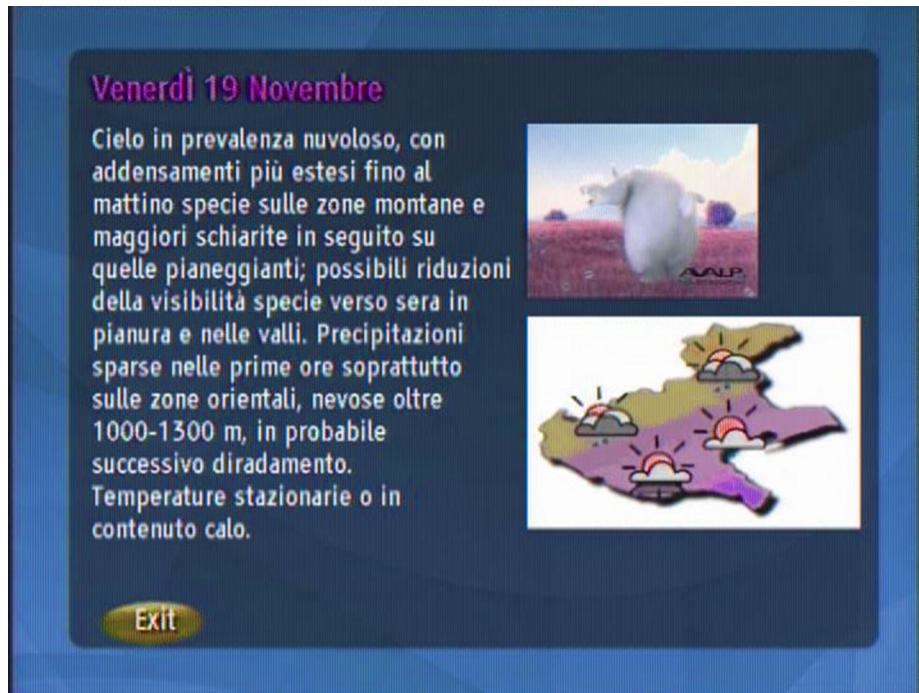 VenerdÌ 19 Novembre
Cielo in prevalenza nuvoloso, con
addensamenti più estesi fino al
mattino specie sulle zone montane e
maggiori schiarite in seguito su
quelle pianeggianti; possibili riduzioni
della visibilità specie verso sera in
pianura e nelle valli. Precipitazioni
sparse nelle prime ore soprattutto
sulle zone orientali, nevose oltre
1000-1300 m, in probabile
successivo diradamento.
Temperature stazionarie o in
contenuto calo.
Exit